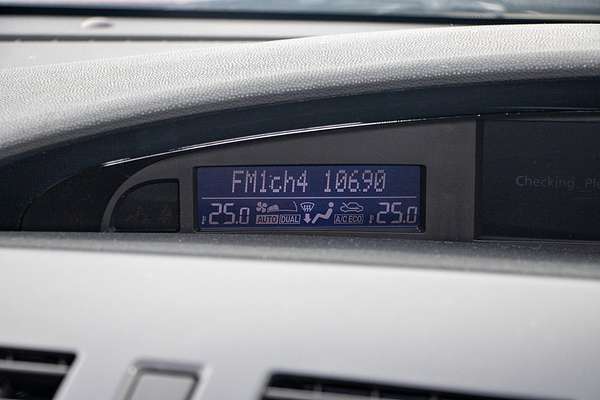 FM1ch4 10690
25.0 AUTO DUAL A/C ECO 25.0
Checking